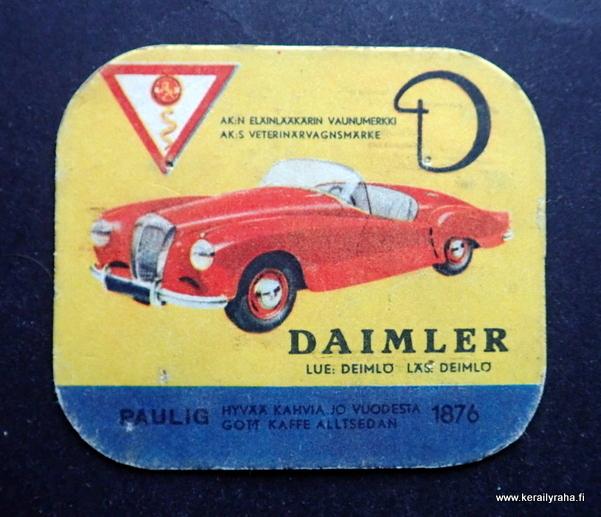 AK:N ELÄINLÄÄKÄRIN VAUNUMERKKI
AK:S VETERINÄRVAGNSMÄRKE
D
DAIMLER
LUE: DEIMLÖ LÄS: DEIMLÖ
PAULIG HYVÄÄ KAHVIA JO VUODESTA 1876
GOTT KAFFE ALLTSEDAN
www.kerailyraha.fi